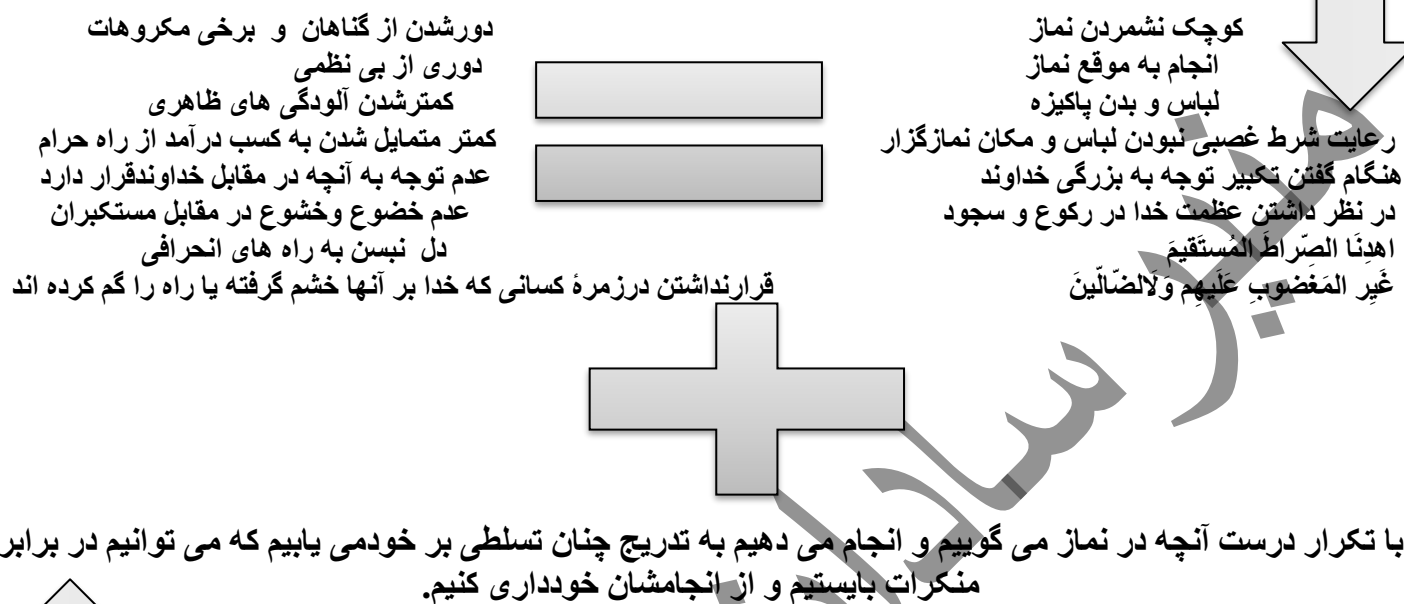 کوچک نشمردن نماز
انجام به موقع نماز
لباس و بدن پاکیزه
رعایت شرط غصبی نبودن لباس و مکان نمازگزار
هنگام گفتن تکبیر توجه به بزرگی خداوند
در نظر داشتن عظمت خدا در رکوع و سجود
اهدِنَا الصّراطَ المُستَقیمَ
غَیِر المَغضوبِ عَلَیهِم وَلَالضّالّینَ
دورشدن از گناهان و برخی مکروهات
دوری از بی نظمی
کمترشدن آلودگی های ظاهری
کمتر متمایل شدن به کسب درآمد از راه حرام
عدم توجه به آنچه در مقابل خداوندقرار دارد
عدم خضوع وخشوع در مقابل مستکبران
دل نبسن به راه های انحرافی
قرارنداشتن درزمرهٔ کسانی که خدا بر آنها خشم گرفته یا راه را گم کرده اند
با تکرار درست آنچه در نماز می گوییم و انجام می دهیم به تدریج چنان تسلطی بر خودمی یابیم که می توانیم در برابر
منکرات بایستیم و از انجامشان خودداری کنیم.